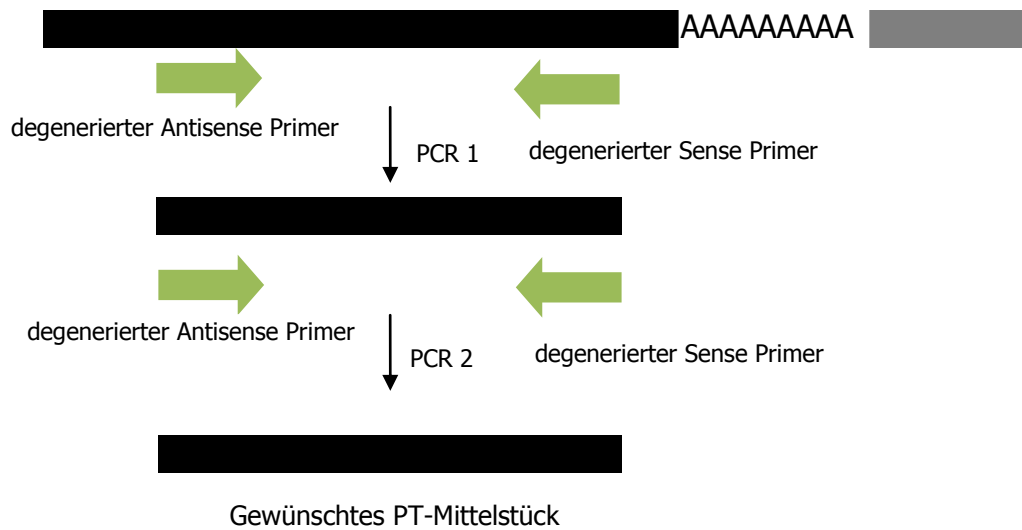 AAAAAAAAA
degenerierter Antisense Primer
PCR 1
degenerierter Sense Primer
degenerierter Antisense Primer
PCR 2
degenerierter Sense Primer
Gewünschtes PT-Mittelstück